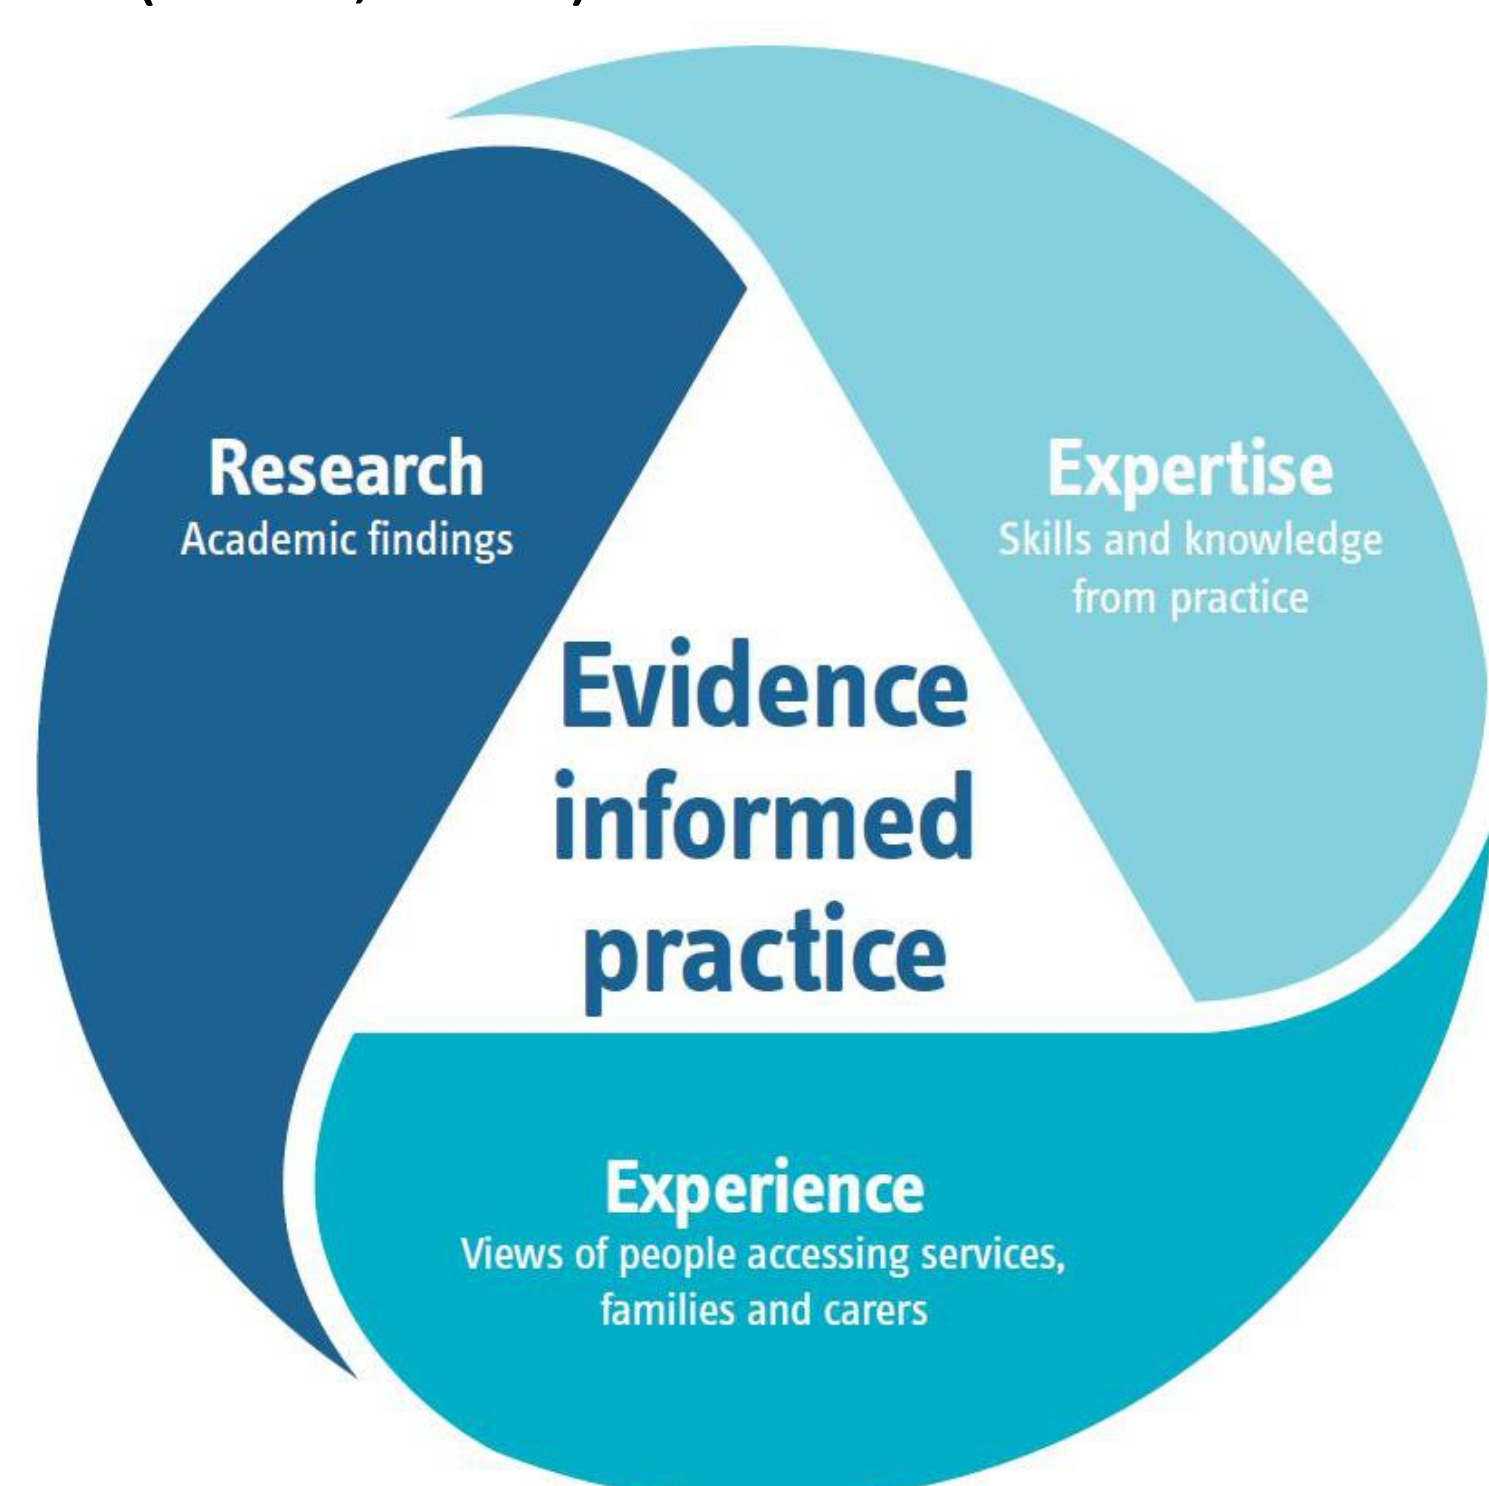 Research
Academic findings
Expertise
Skills and knowledge
from practice
Evidence
informed
practice
Experience
Views of people accessing services,
families and carers